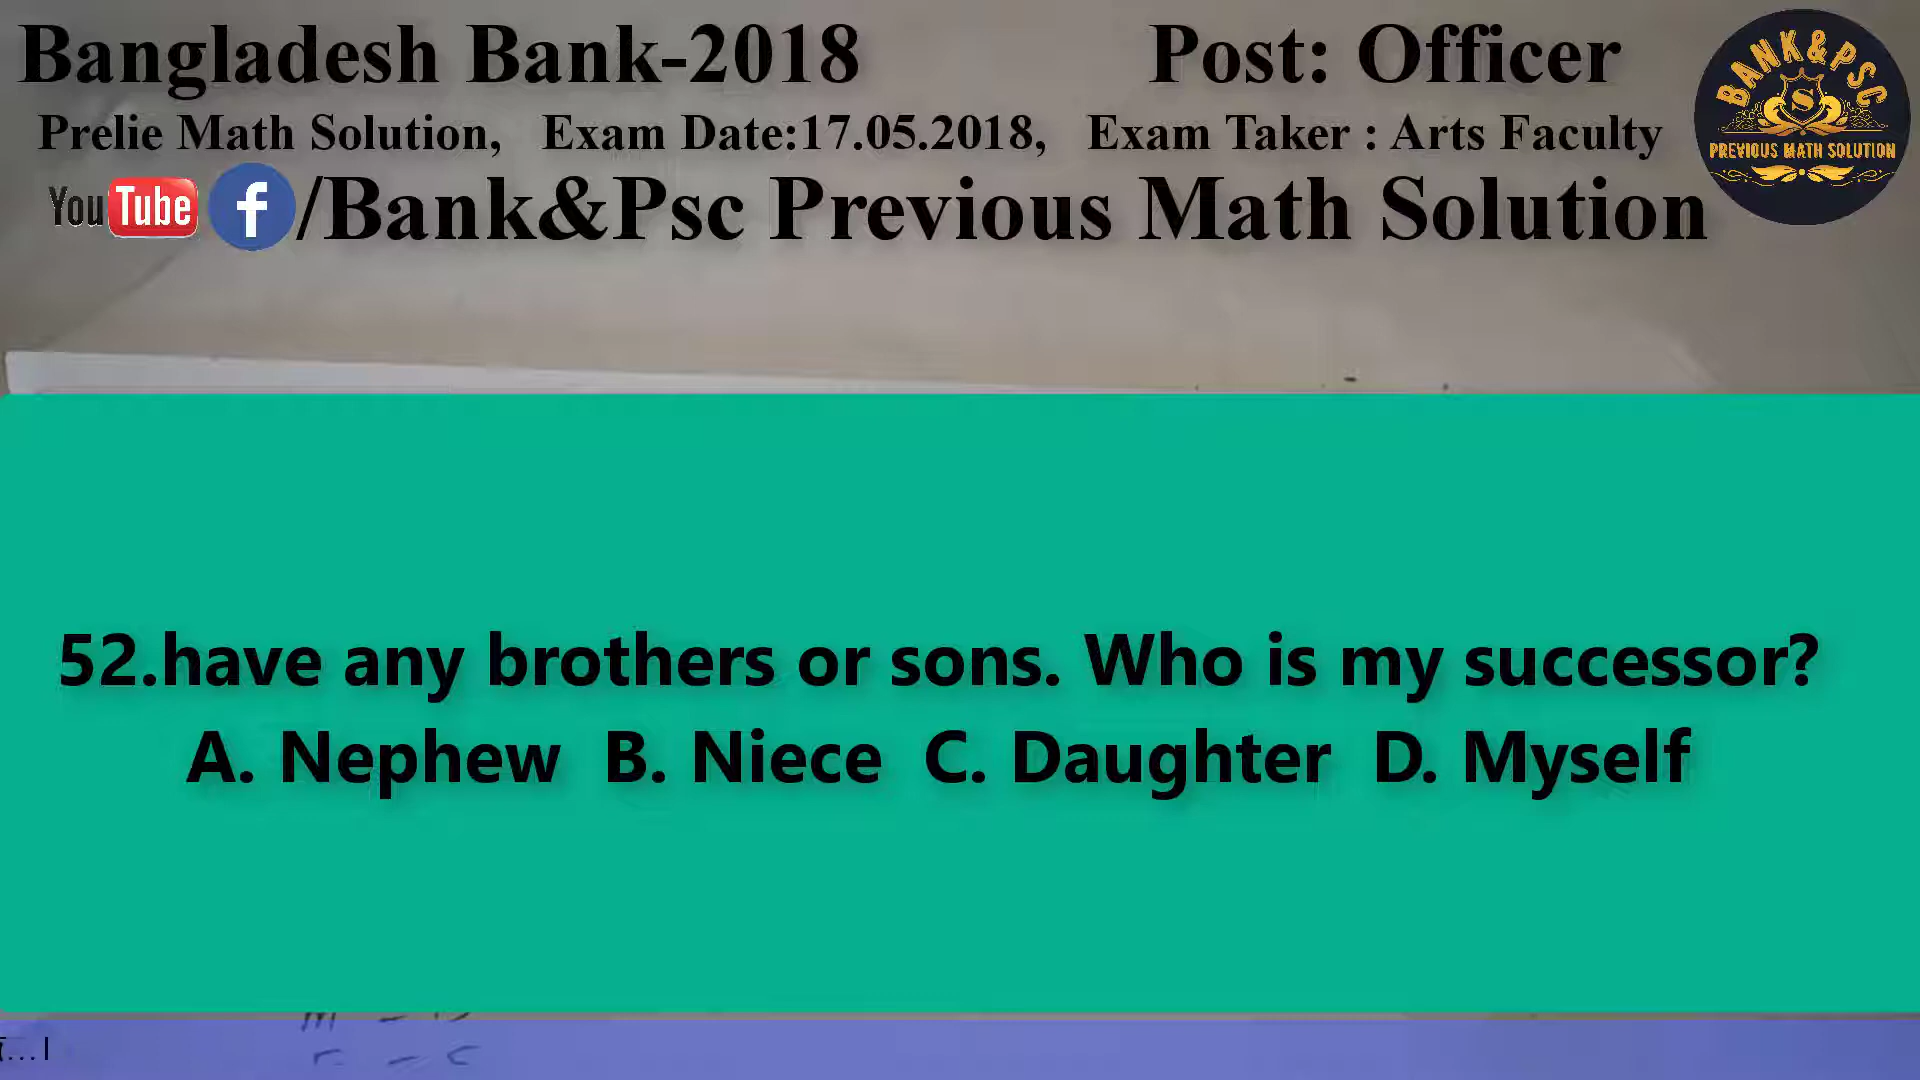 Bangladesh Bank-2018 Post: Officer
Prelie Math Solution, Exam Date:17.05.2018, Exam Taker : Arts Faculty
YouTube f/Bank&Psc Previous Math Solution
BANK&PSC
S
PREVIOUS MATH SOLUTION
52.have any brothers or sons. Who is my successor?
A. Nephew B. Niece C. Daughter D. Myself